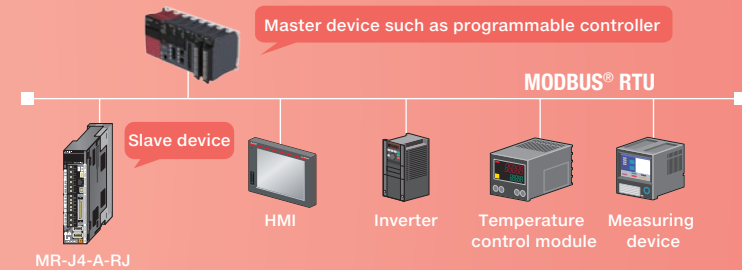 Master device such as programmable controller
MODBUS® RTU
Slave device
HMI
Inverter
Temperature
control module
Measuring
device
MR-J4-A-RJ